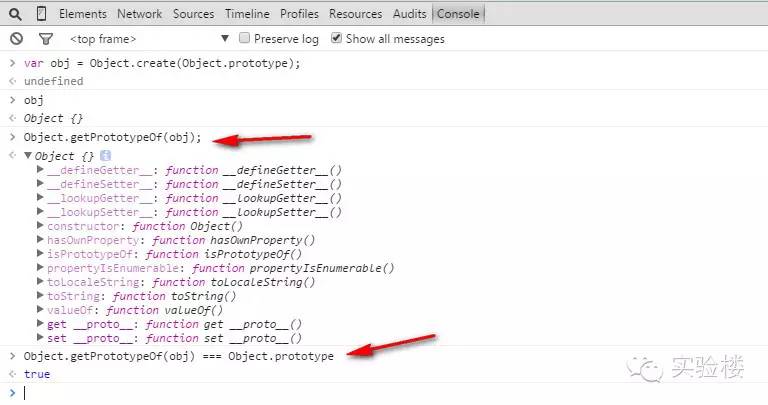 Elements Network Sources Timeline Profiles Resources Audits Console
<top frame> ▼ Preserve log Show all messages
> var obj = Object.create(Object.prototype);
undefined
> obj
Object {}
> Object.getPrototypeOf(obj);
▼Object {} i
▶__defineGetter__: function __defineGetter__()
▶__defineSetter__: function __defineSetter__()
▶__lookupGetter__: function __lookupGetter__()
▶__lookupSetter__: function __lookupSetter__()
▶constructor: function Object()
▶hasOwnProperty: function hasOwnProperty()
▶isPrototypeOf: function isPrototypeOf()
▶propertyIsEnumerable: function propertyIsEnumerable()
▶toLocaleString: function toLocaleString()
▶toString: function toString()
▶valueOf: function valueOf()
▶get __proto__: function get __proto__()
▶set __proto__: function set __proto__()
> Object.getPrototypeOf(obj) === Object.prototype
true
>
实验楼